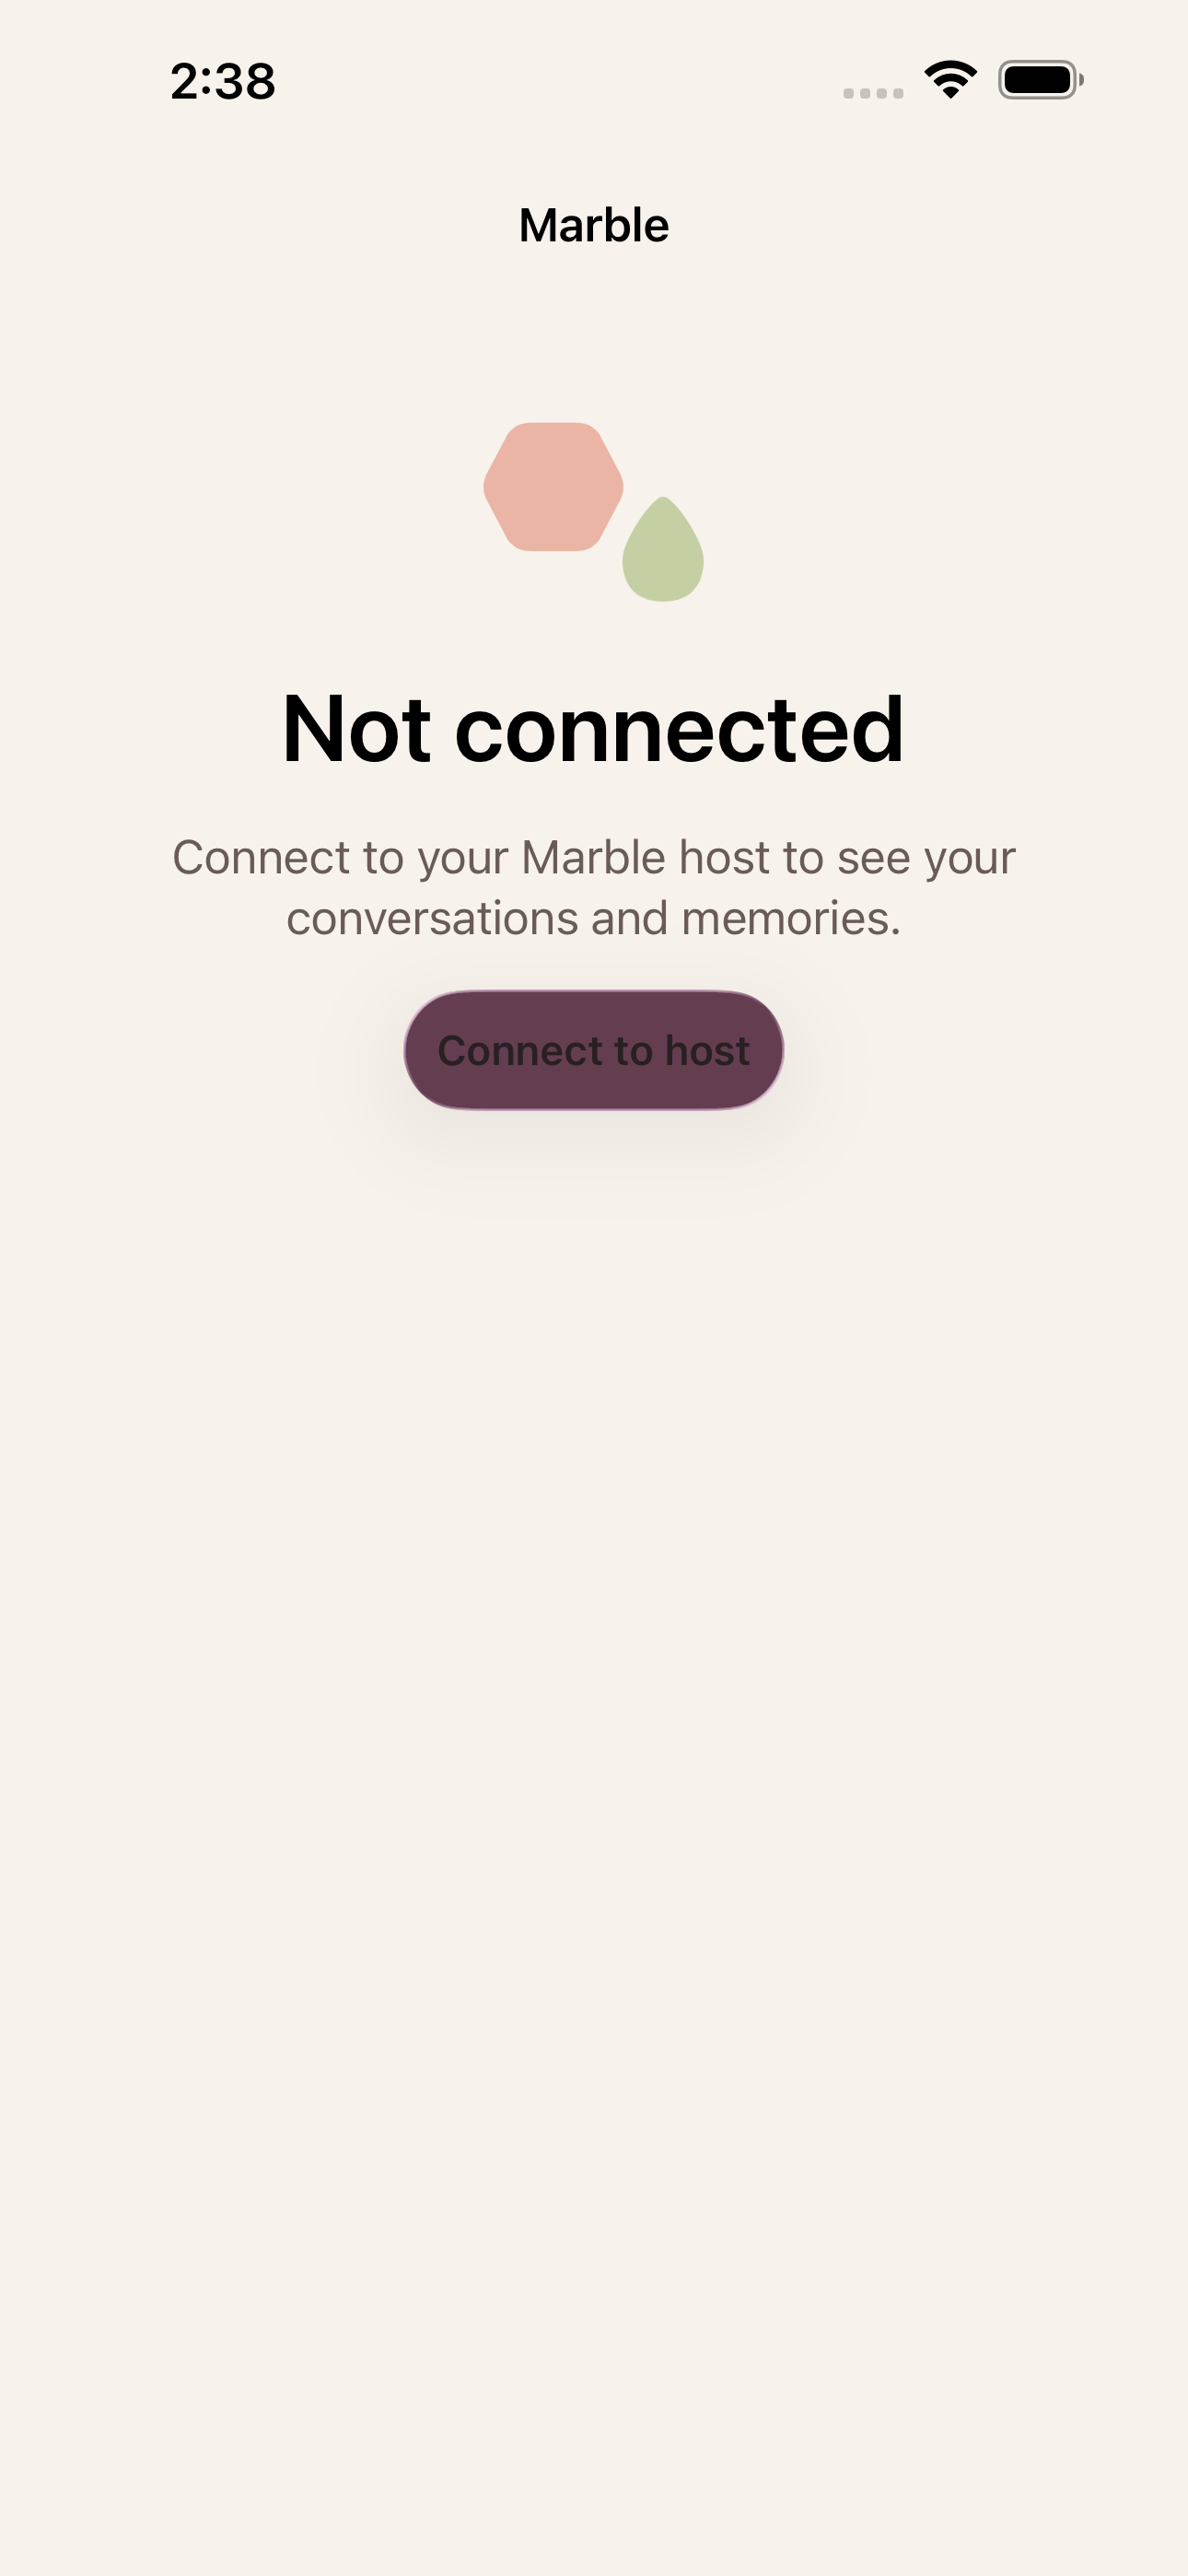 2:38
Marble
Not connected
Connect to your Marble host to see your
conversations and memories.
Connect to host